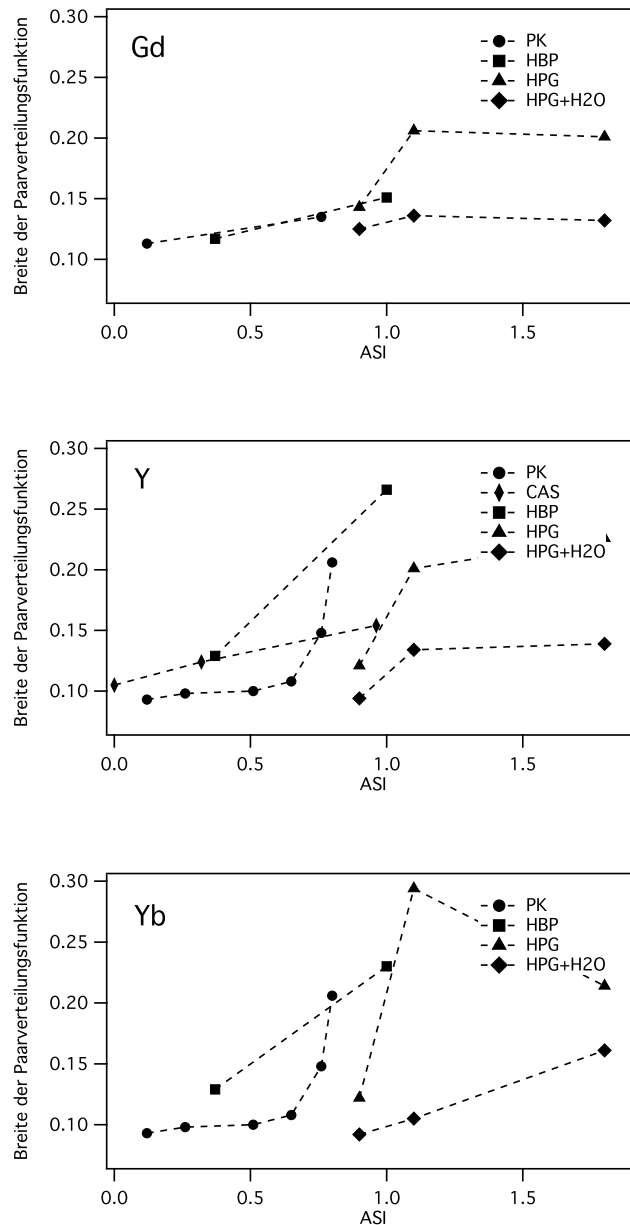 0.30
Gd
PK
HBP
HPG
HPG+H2O
0.25
0.20
0.15
0.10
Breite der Paarverteilungsfunktion
0.0 0.5 1.0 1.5
ASI
0.30
Y
PK
CAS
HBP
HPG
HPG+H2O
0.25
0.20
0.15
0.10
Breite der Paarverteilungsfunktion
0.0 0.5 1.0 1.5
ASI
0.30
Yb
PK
HBP
HPG
HPG+H2O
0.25
0.20
0.15
0.10
Breite der Paarverteilungsfunktion
0.0 0.5 1.0 1.5
ASI